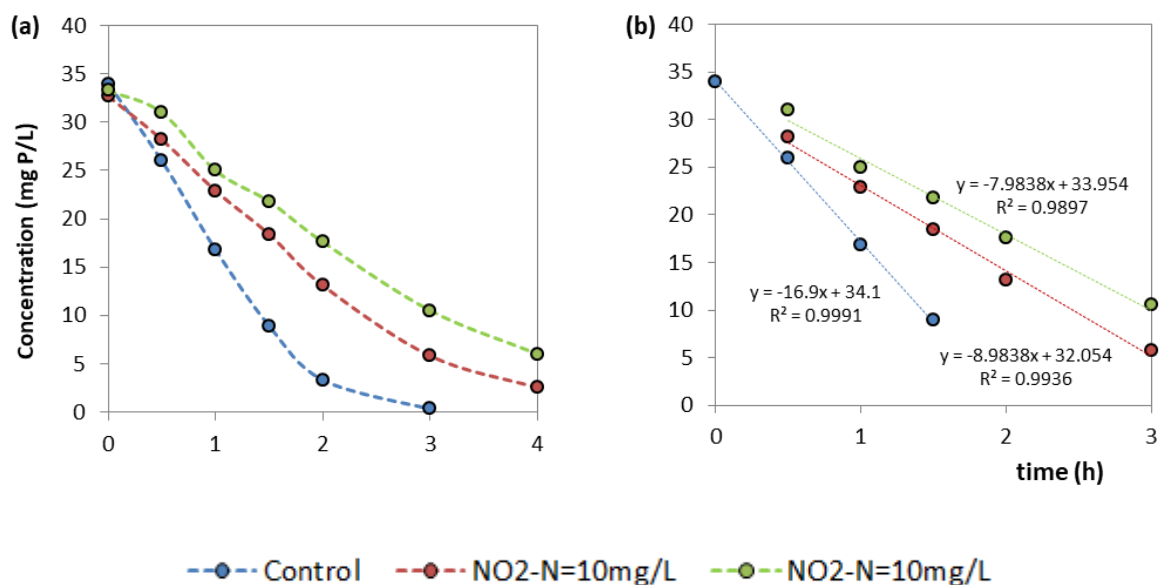 (a)
Concentration (mg P/L)
40
35
30
25
20
15
10
5
0
0 1 2 3 4
(b)
40
35
30
25
20
15
10
5
0
y = -7.9838x + 33.954
R² = 0.9897
y = -16.9x + 34.1
R² = 0.9991
y = -8.9838x + 32.054
R² = 0.9936
0 1 2 3
time (h)
Control NO2-N=10mg/L NO2-N=10mg/L